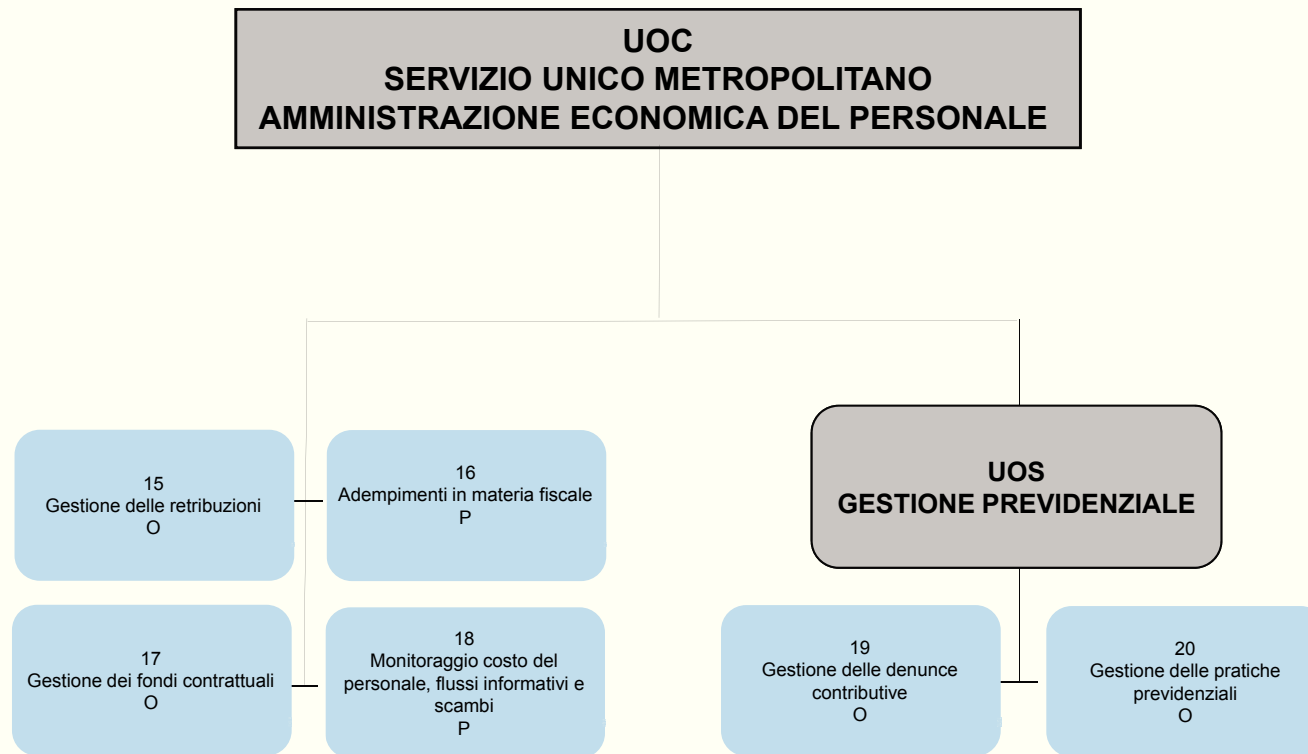 UOC
SERVIZIO UNICO METROPOLITANO
AMMINISTRAZIONE ECONOMICA DEL PERSONALE
15
Gestione delle retribuzioni
O
16
Adempimenti in materia fiscale
P
UOS
GESTIONE PREVIDENZIALE
17
Gestione dei fondi contrattuali
O
18
Monitoraggio costo del
personale, flussi informativi e
scambi
P
19
Gestione delle denunce
contributive
O
20
Gestione delle pratiche
previdenziali
O